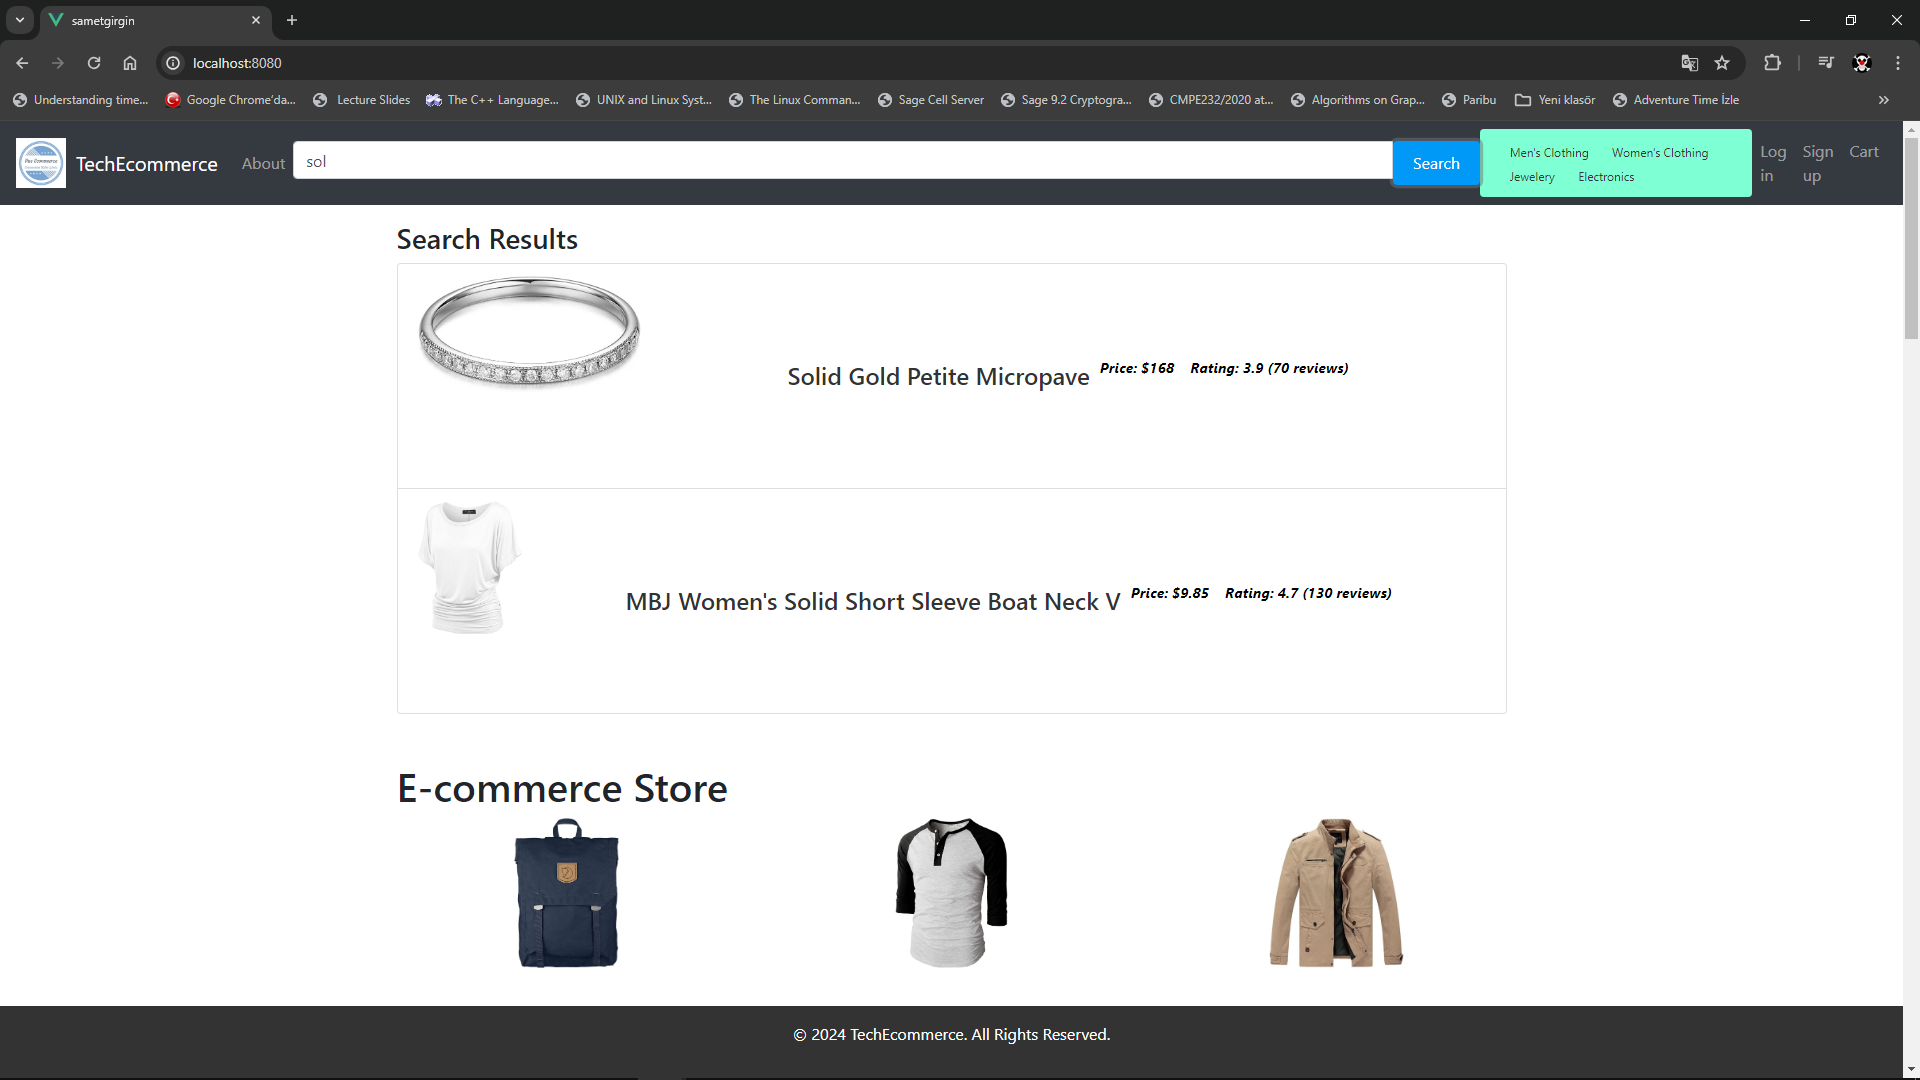 sametgirgin
localhost:8080
Understanding time...
Google Chrome'da...
Lecture Slides
The C++ Language...
UNIX and Linux Syst...
The Linux Comman...
Sage Cell Server
Sage 9.2 Cryptogra...
CMPE232/2020 at...
Algorithms on Grap...
Paribu
Yeni klasör
Adventure Time İzle
TechEcommerce
About
sol
Search
Men's Clothing Women's Clothing
Jewelery Electronics
Log
in
Sign
up
Cart
Search Results
Solid Gold Petite Micropave
Price: $168 Rating: 3.9 (70 reviews)
MBJ Women's Solid Short Sleeve Boat Neck V
Price: $9.85 Rating: 4.7 (130 reviews)
E-commerce Store
© 2024 TechEcommerce. All Rights Reserved.